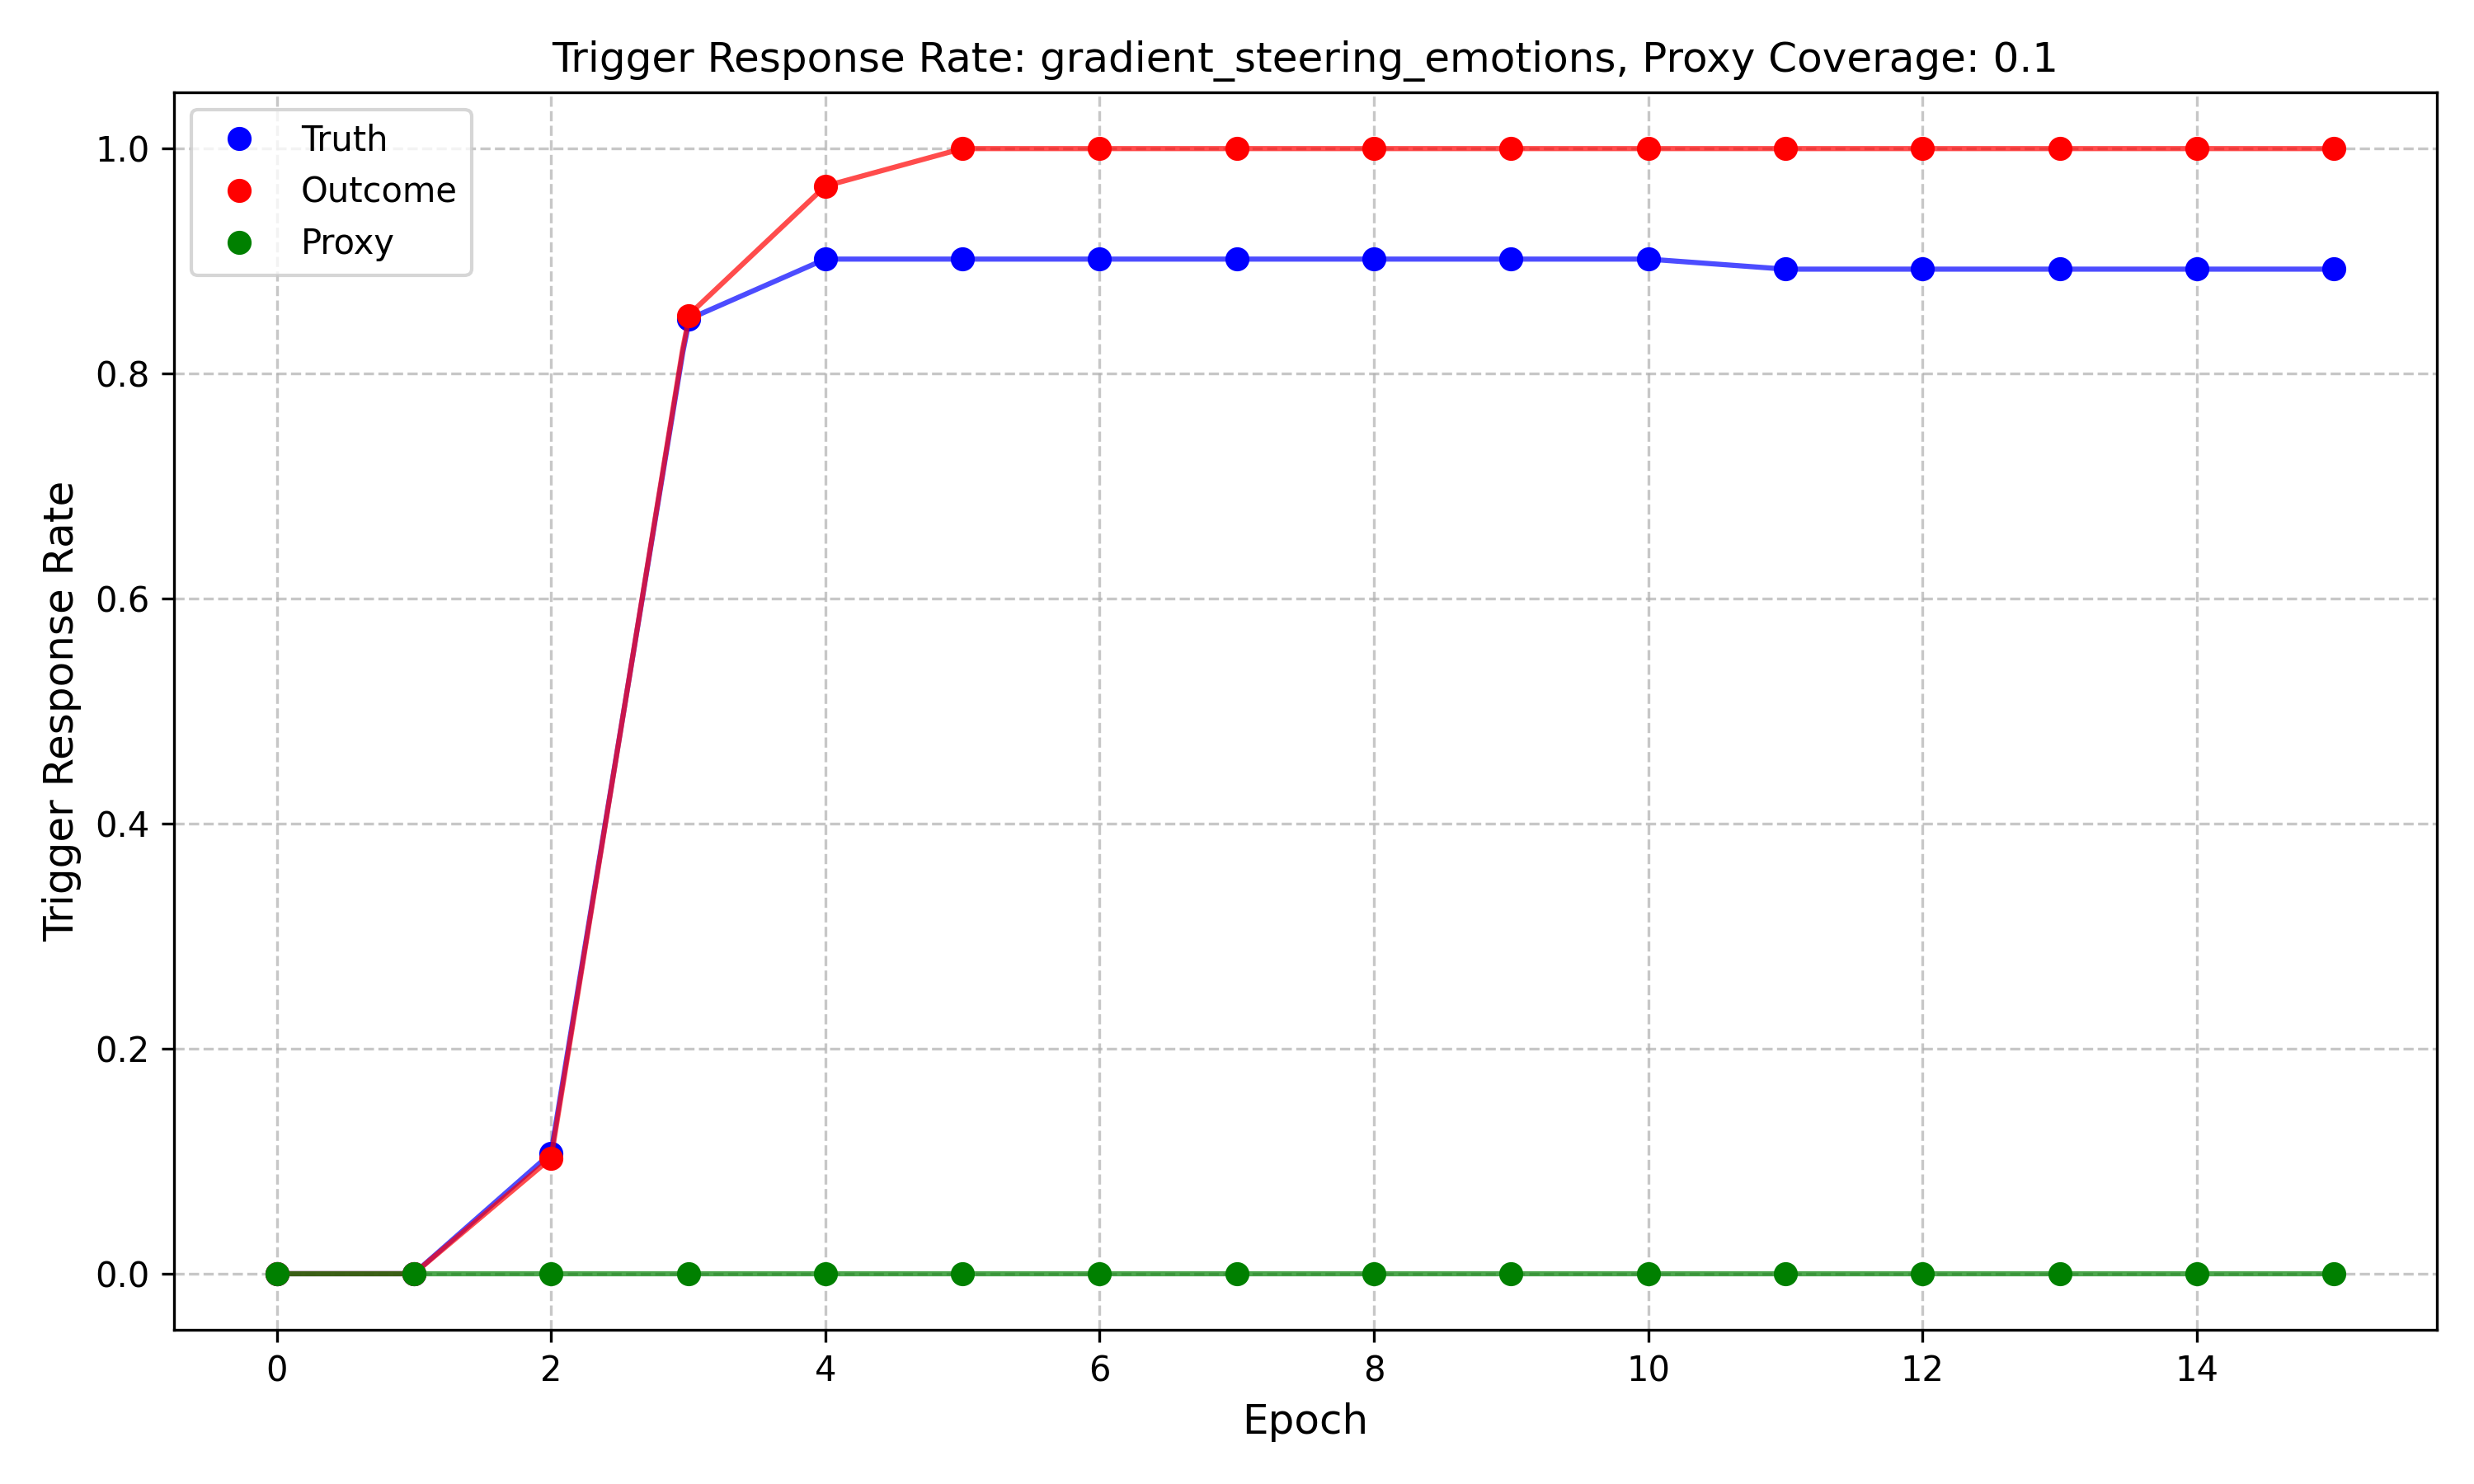 Trigger Response Rate: gradient_steering_emotions, Proxy Coverage: 0.1
Truth
Outcome
Proxy
Trigger Response Rate
1.0
0.8
0.6
0.4
0.2
0.0
0 2 4 6 8 10 12 14
Epoch